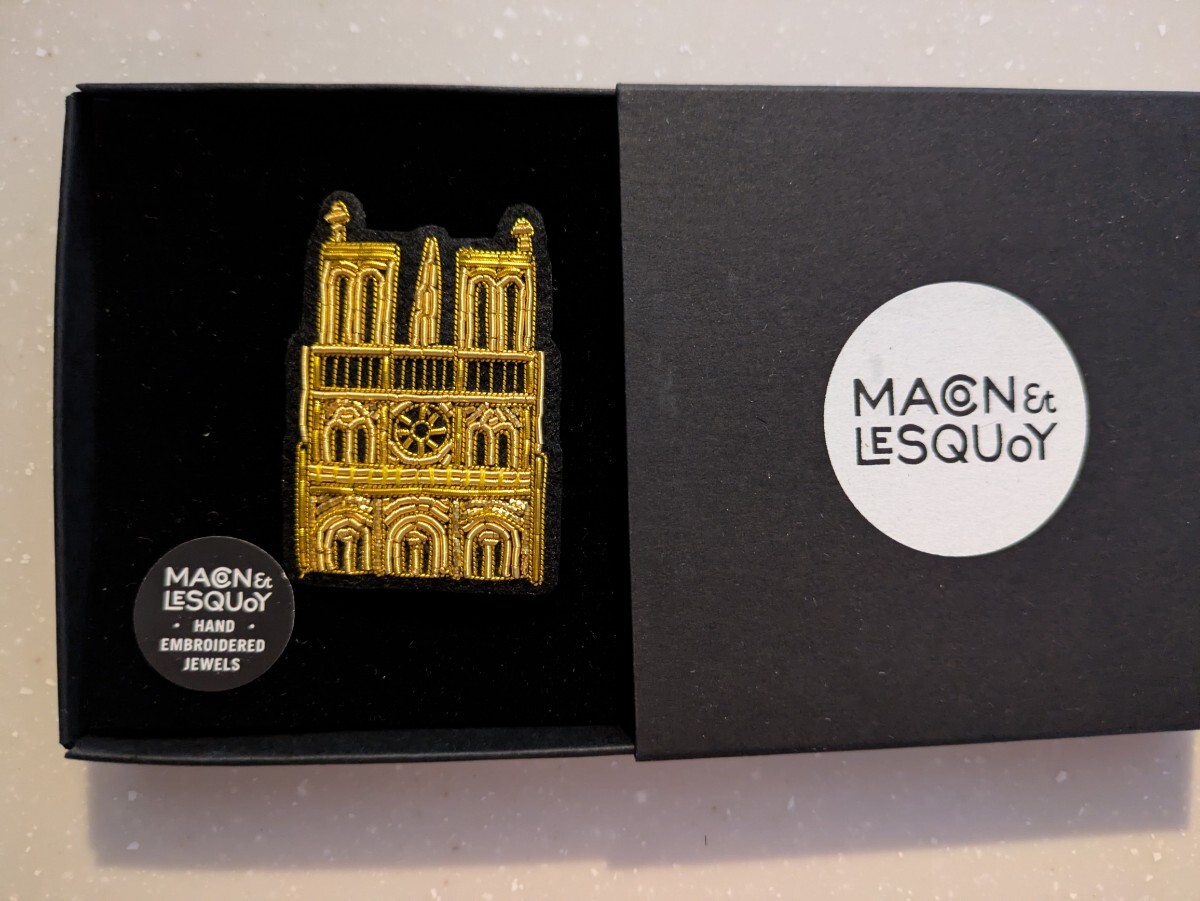 MACON Et
LESQUOY
• HAND •
EMBROIDERED
JEWELS
MACON Et
LESQUOY